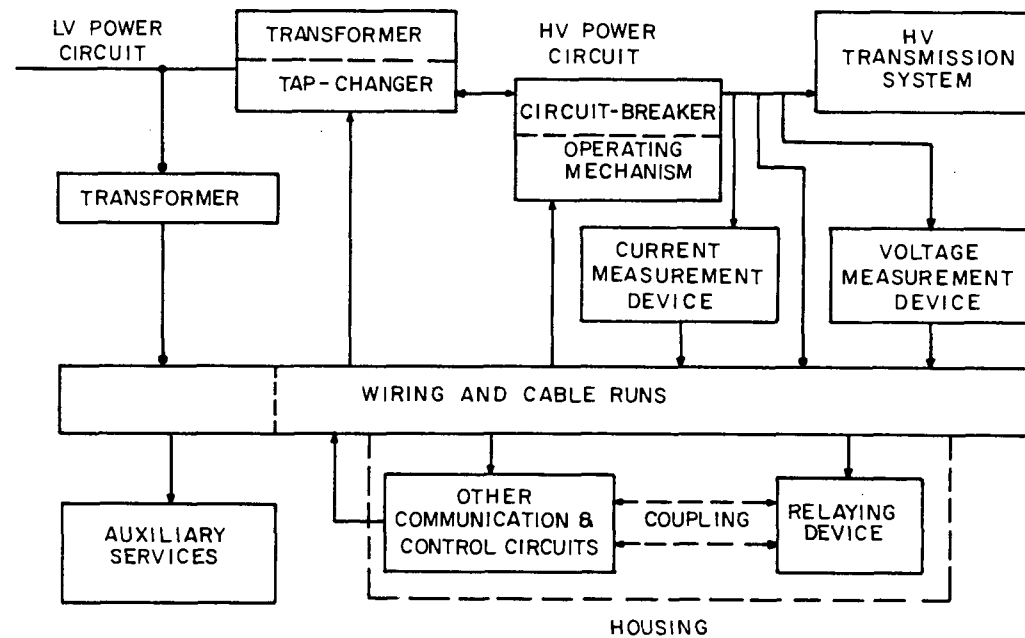 LV POWER
CIRCUIT
TRANSFORMER
TAP-CHANGER
HV POWER
CIRCUIT
CIRCUIT-BREAKER
OPERATING
MECHANISM
HV
TRANSMISSION
SYSTEM
TRANSFORMER
CURRENT
MEASUREMENT
DEVICE
VOLTAGE
MEASUREMENT
DEVICE
WIRING AND CABLE RUNS
AUXILIARY
SERVICES
OTHER
COMMUNICATION &
CONTROL CIRCUITS
COUPLING
RELAYING
DEVICE
HOUSING